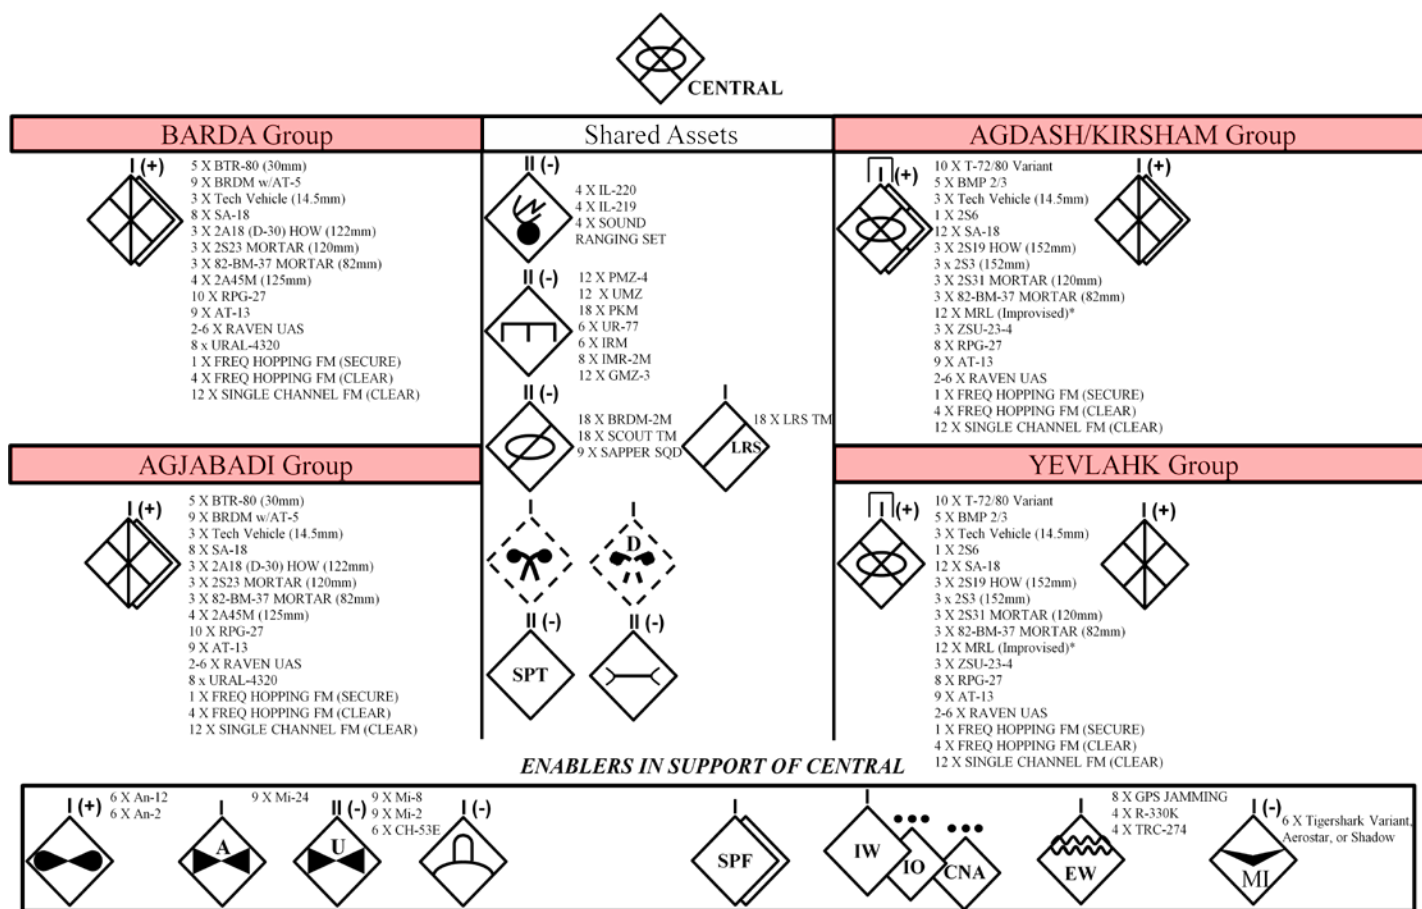 CENTRAL
BARDA Group
I (+)
5 X BTR-80 (30mm)
9 X BRDM w/AT-5
3 X Tech Vehicle (14.5mm)
8 X SA-18
3 X 2A18 (D-30) HOW (122mm)
3 X 2S23 MORTAR (120mm)
3 X 82-BM-37 MORTAR (82mm)
4 X 2A45M (125mm)
10 X RPG-27
9 X AT-13
2-6 X RAVEN UAS
8 x URAL-4320
1 X FREQ HOPPING FM (SECURE)
4 X FREQ HOPPING FM (CLEAR)
12 X SINGLE CHANNEL FM (CLEAR)
AGJABADI Group
I (+)
5 X BTR-80 (30mm)
9 X BRDM w/AT-5
3 X Tech Vehicle (14.5mm)
8 X SA-18
3 X 2A18 (D-30) HOW (122mm)
3 X 2S23 MORTAR (120mm)
3 X 82-BM-37 MORTAR (82mm)
4 X 2A45M (125mm)
10 X RPG-27
9 X AT-13
2-6 X RAVEN UAS
8 x URAL-4320
1 X FREQ HOPPING FM (SECURE)
4 X FREQ HOPPING FM (CLEAR)
12 X SINGLE CHANNEL FM (CLEAR)
Shared Assets
II (-)
4 X IL-220
4 X IL-219
4 X SOUND
RANGING SET
II (-)
12 X PMZ-4
12 X UMZ
18 X PKM
6 X UR-77
6 X IRM
8 X IMR-2M
12 X GMZ-3
II (-)
18 X BRDM-2M
18 X SCOUT TM
9 X SAPPER SQD
I
LRS
18 X LRS TM
I
I
D
II (-)
SPT
II (-)
AGDASH/KIRSHAM Group
I (+)
I (+)
10 X T-72/80 Variant
5 X BMP 2/3
3 X Tech Vehicle (14.5mm)
1 X 2S6
12 X SA-18
3 X 2S19 HOW (152mm)
3 x 2S3 (152mm)
3 X 2S31 MORTAR (120mm)
3 X 82-BM-37 MORTAR (82mm)
12 X MRL (Improvised)*
3 X ZSU-23-4
8 X RPG-27
9 X AT-13
2-6 X RAVEN UAS
1 X FREQ HOPPING FM (SECURE)
4 X FREQ HOPPING FM (CLEAR)
12 X SINGLE CHANNEL FM (CLEAR)
YEVLAHK Group
I (+)
I (+)
10 X T-72/80 Variant
5 X BMP 2/3
3 X Tech Vehicle (14.5mm)
1 X 2S6
12 X SA-18
3 X 2S19 HOW (152mm)
3 x 2S3 (152mm)
3 X 2S31 MORTAR (120mm)
3 X 82-BM-37 MORTAR (82mm)
12 X MRL (Improvised)*
3 X ZSU-23-4
8 X RPG-27
9 X AT-13
2-6 X RAVEN UAS
1 X FREQ HOPPING FM (SECURE)
4 X FREQ HOPPING FM (CLEAR)
12 X SINGLE CHANNEL FM (CLEAR)
ENABLERS IN SUPPORT OF CENTRAL
I (+)
6 X An-12
6 X An-2
I
A
9 X Mi-24
II (-)
U
9 X Mi-8
9 X Mi-2
6 X CH-53E
I (-)
I
SPF
I
IW
IO
CNA
I
EW
8 X GPS JAMMING
4 X R-330K
4 X TRC-274
I (-)
MI
6 X Tigershark Variant,
Aerostar, or Shadow